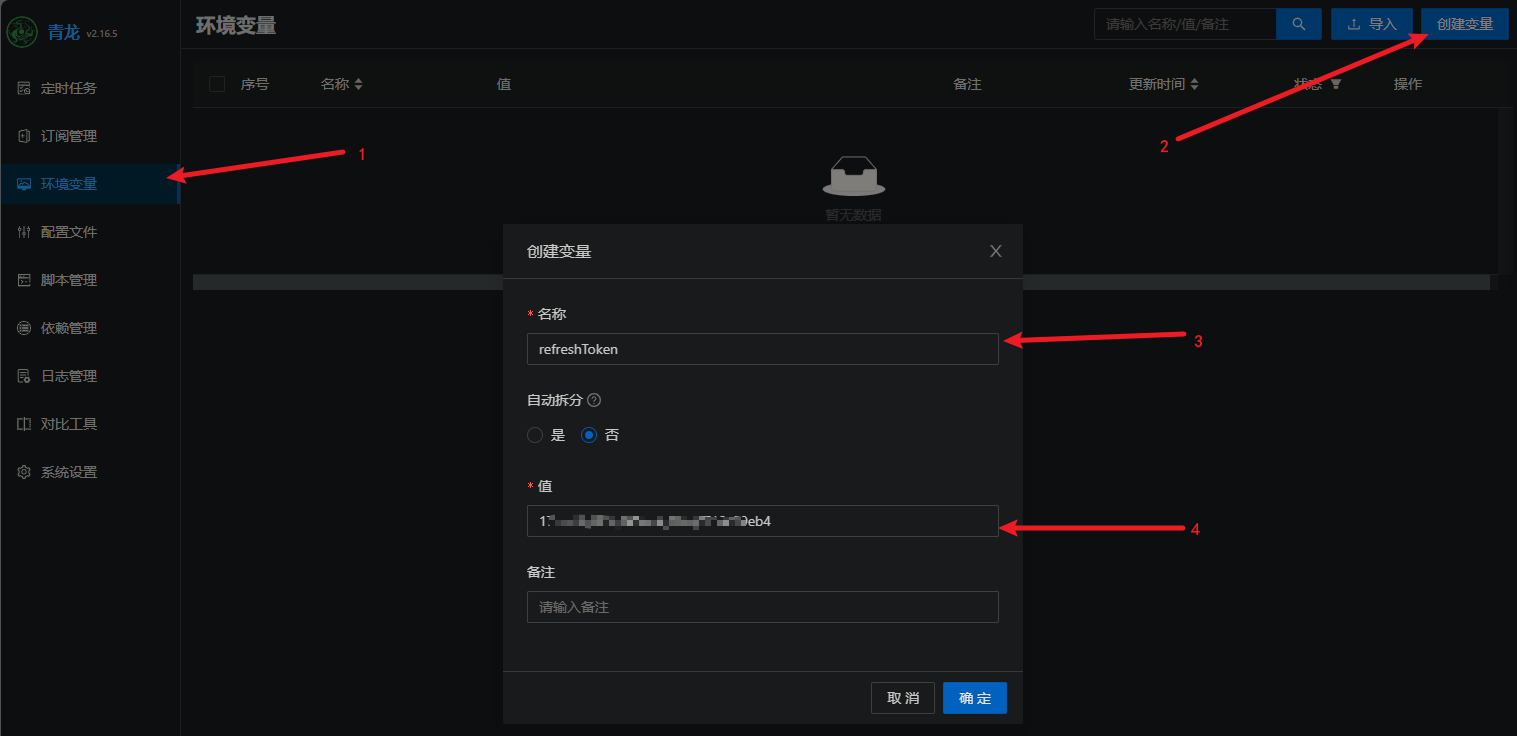 青龙 v2.16.5
定时任务
订阅管理
环境变量
配置文件
脚本管理
依赖管理
日志管理
对比工具
系统设置
环境变量
请输入名称/值/备注
导入
创建变量
序号 名称 值 备注 更新时间 状态 操作
1
2
暂无数据
创建变量
名称
refreshToken
3
自动拆分
是 否
值
eb4
4
备注
请输入备注
取 消 确 定